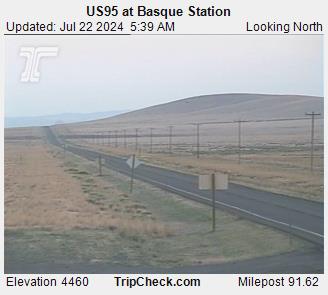 US95 at Basque Station
Updated: Jul 22 2024 5:39 AM Looking North
Elevation 4460 TripCheck.com Milepost 91.62